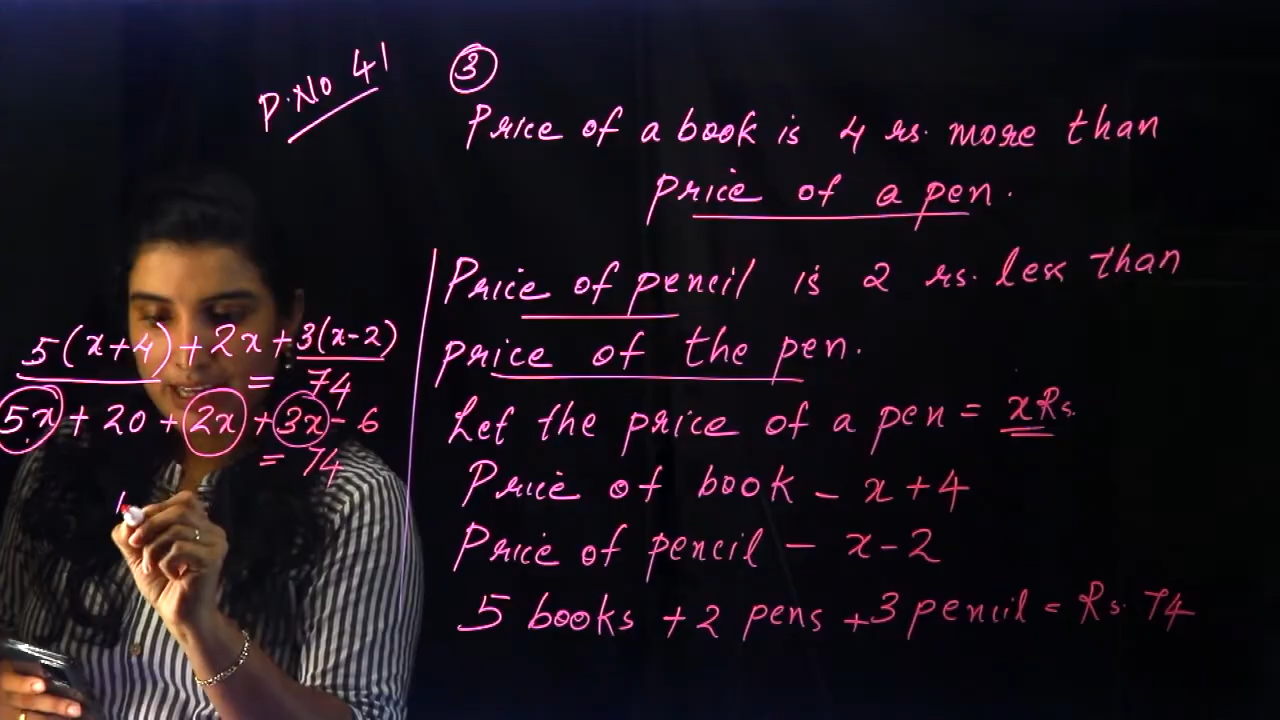 P.No 41
3
Price of a book is 4 rs. more than
price of a pen.
Price of pencil is 2 rs. less than
price of the pen.
Let the price of a pen = x Rs.
Price of book - x + 4
Price of pencil - x - 2
5 books + 2 pens + 3 pencil = Rs. 74
5(x+4) + 2x + 3(x-2)
= 74
5x + 20 + 2x + 3x - 6
= 74